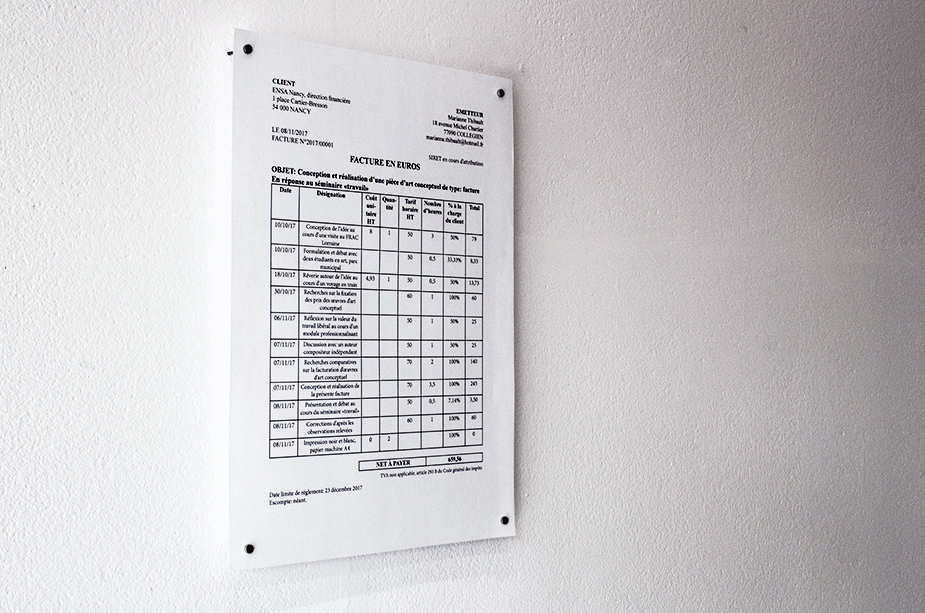 CLIENT
ENSA Nancy, direction financière
1 place Cartier-Bresson
54 000 NANCY
EMETTEUR
Marianne Thibault
18 avenue Michel Chartier
77090 COLLEGIEN
marianne.thibault@hotmail.fr
LE 08/11/2017
FACTURE N°2017/00001
SIRET en cours d'attribution
FACTURE EN EUROS
OBJET: Conception et réalisation d'une pièce d'art conceptuel de type: facture
En réponse au séminaire «travail»
Date Désignation Coût unitaire HT Quantité Tarif horaire HT Nombre d'heures % à la charge du client Total
10/10/17 Conception de l'idée au cours d'une visite au FRAC Lorraine 8 1 50 3 50% 79
10/10/17 Formulation et débat avec deux étudiants en art, parc municipal 50 0,5 33,33% 8,33
18/10/17 Rêverie autour de l'idée au cours d'un voyage en train 4,93 1 50 0,5 50% 13,73
30/10/17 Recherches sur la fixation des prix des œuvres d'art conceptuel 60 1 100% 60
06/11/17 Réflexion sur la valeur du travail libéral au cours d'un module professionnalisant 50 1 50% 25
07/11/17 Discussion avec un auteur compositeur indépendant 50 1 50% 25
07/11/17 Recherches comparatives sur la facturation d'œuvres d'art conceptuel 70 2 100% 140
07/11/17 Conception et réalisation de la présente facture 70 3,5 100% 245
08/11/17 Présentation et débat au cours du séminaire «travail» 50 0,5 7,14% 3,50
08/11/17 Corrections d'après les observations relevées 60 1 100% 60
08/11/17 Impression noir et blanc, papier machine A4 0 2 100% 0
NET A PAYER 659,56
TVA non applicable, article 293 B du Code général des impôts
Date limite de règlement: 23 décembre 2017
Escompte: néant.